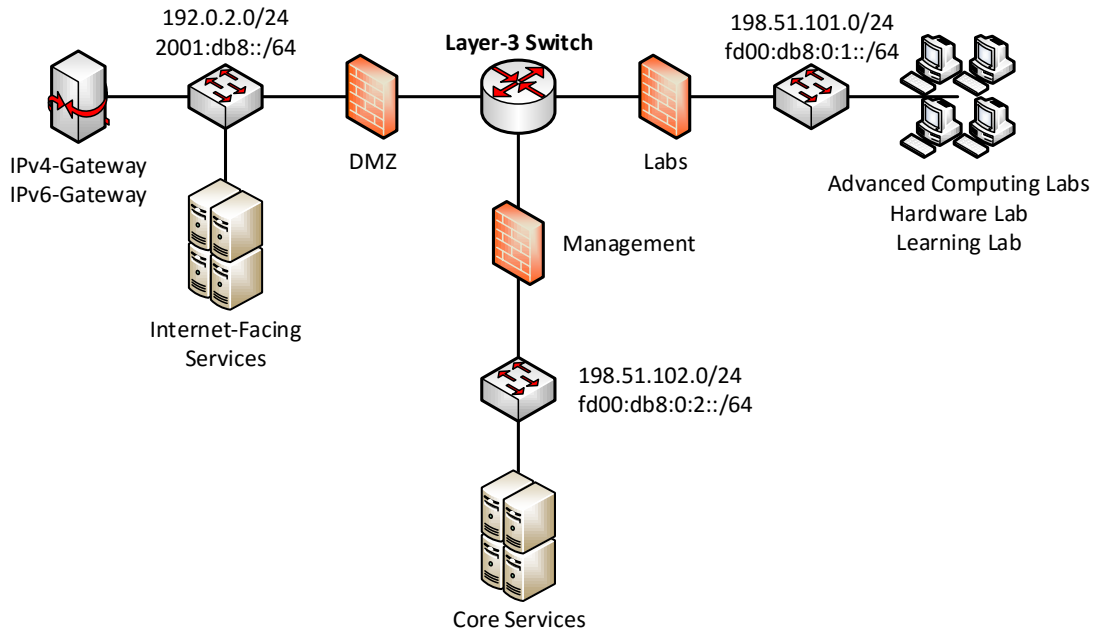 192.0.2.0/24
2001:db8::/64
Layer-3 Switch
198.51.101.0/24
fd00:db8:0:1::/64
IPv4-Gateway
IPv6-Gateway
DMZ
Labs
Advanced Computing Labs
Hardware Lab
Learning Lab
Management
Internet-Facing
Services
198.51.102.0/24
fd00:db8:0:2::/64
Core Services